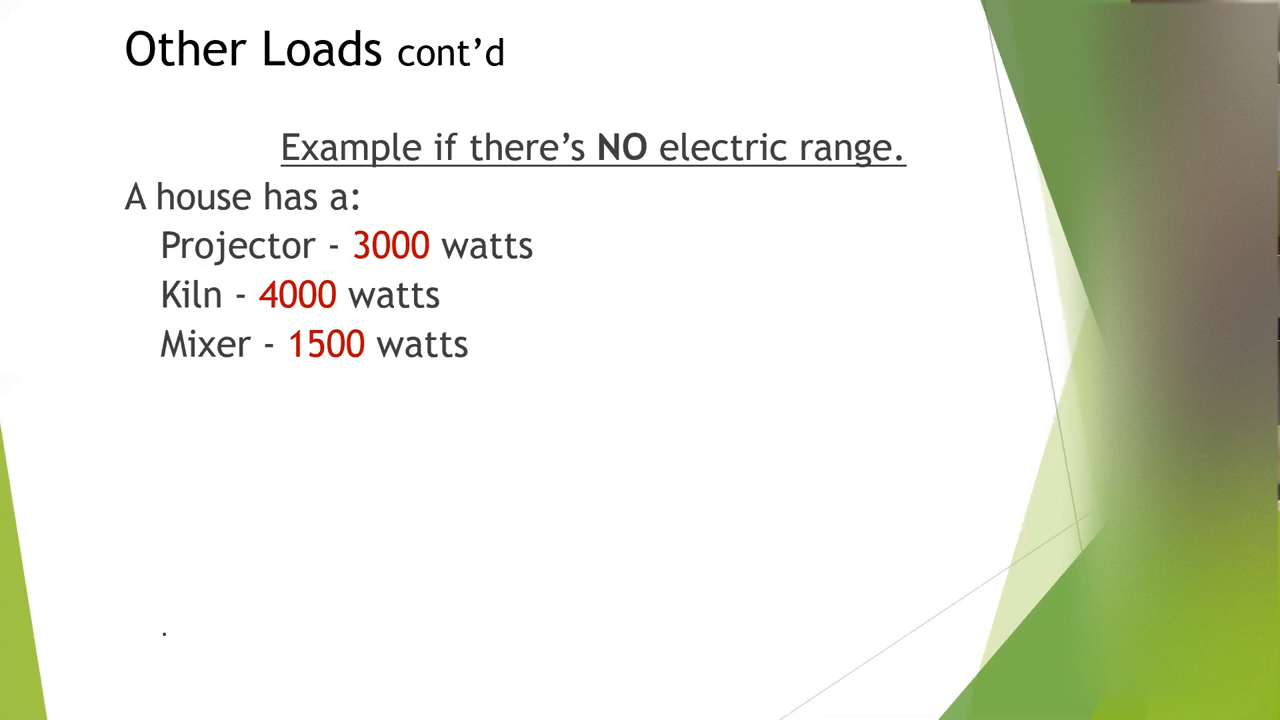 Other Loads cont’d
Example if there’s NO electric range.
A house has a:
Projector - 3000 watts
Kiln - 4000 watts
Mixer - 1500 watts
.